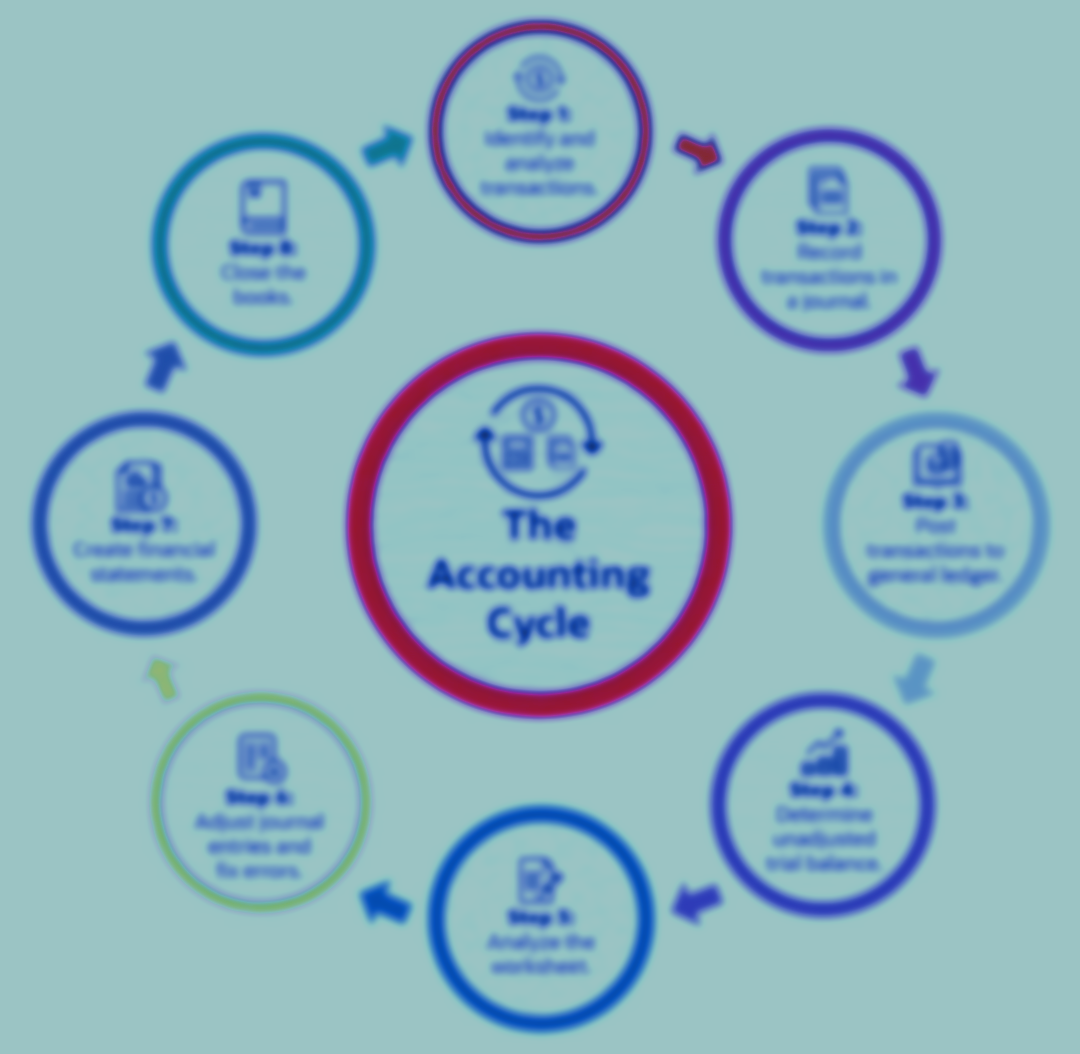 The
Accounting
Cycle
Step 1:
Identify and
analyze
transactions.
Step 2:
Record
transactions in
a journal.
Step 3:
Post
transactions to
general ledger.
Step 4:
Determine
unadjusted
trial balance.
Step 5:
Analyze the
worksheet.
Step 6:
Adjust journal
entries and
fix errors.
Step 7:
Create financial
statements.
Step 8:
Close the
books.